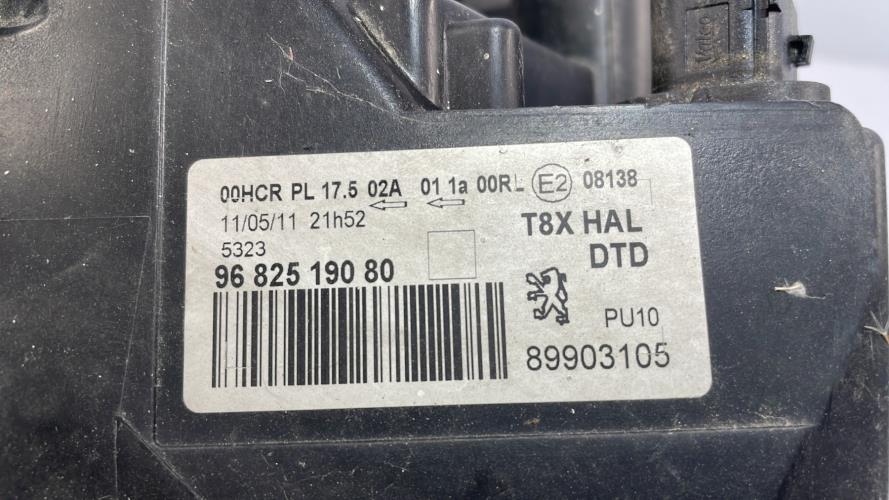 Valeo
00HCR PL 17.5 02A 01 1a 00RL E2 08138
11/05/11 21h52
T8X HAL
5323
DTD
96 825 190 80
PU10
89903105